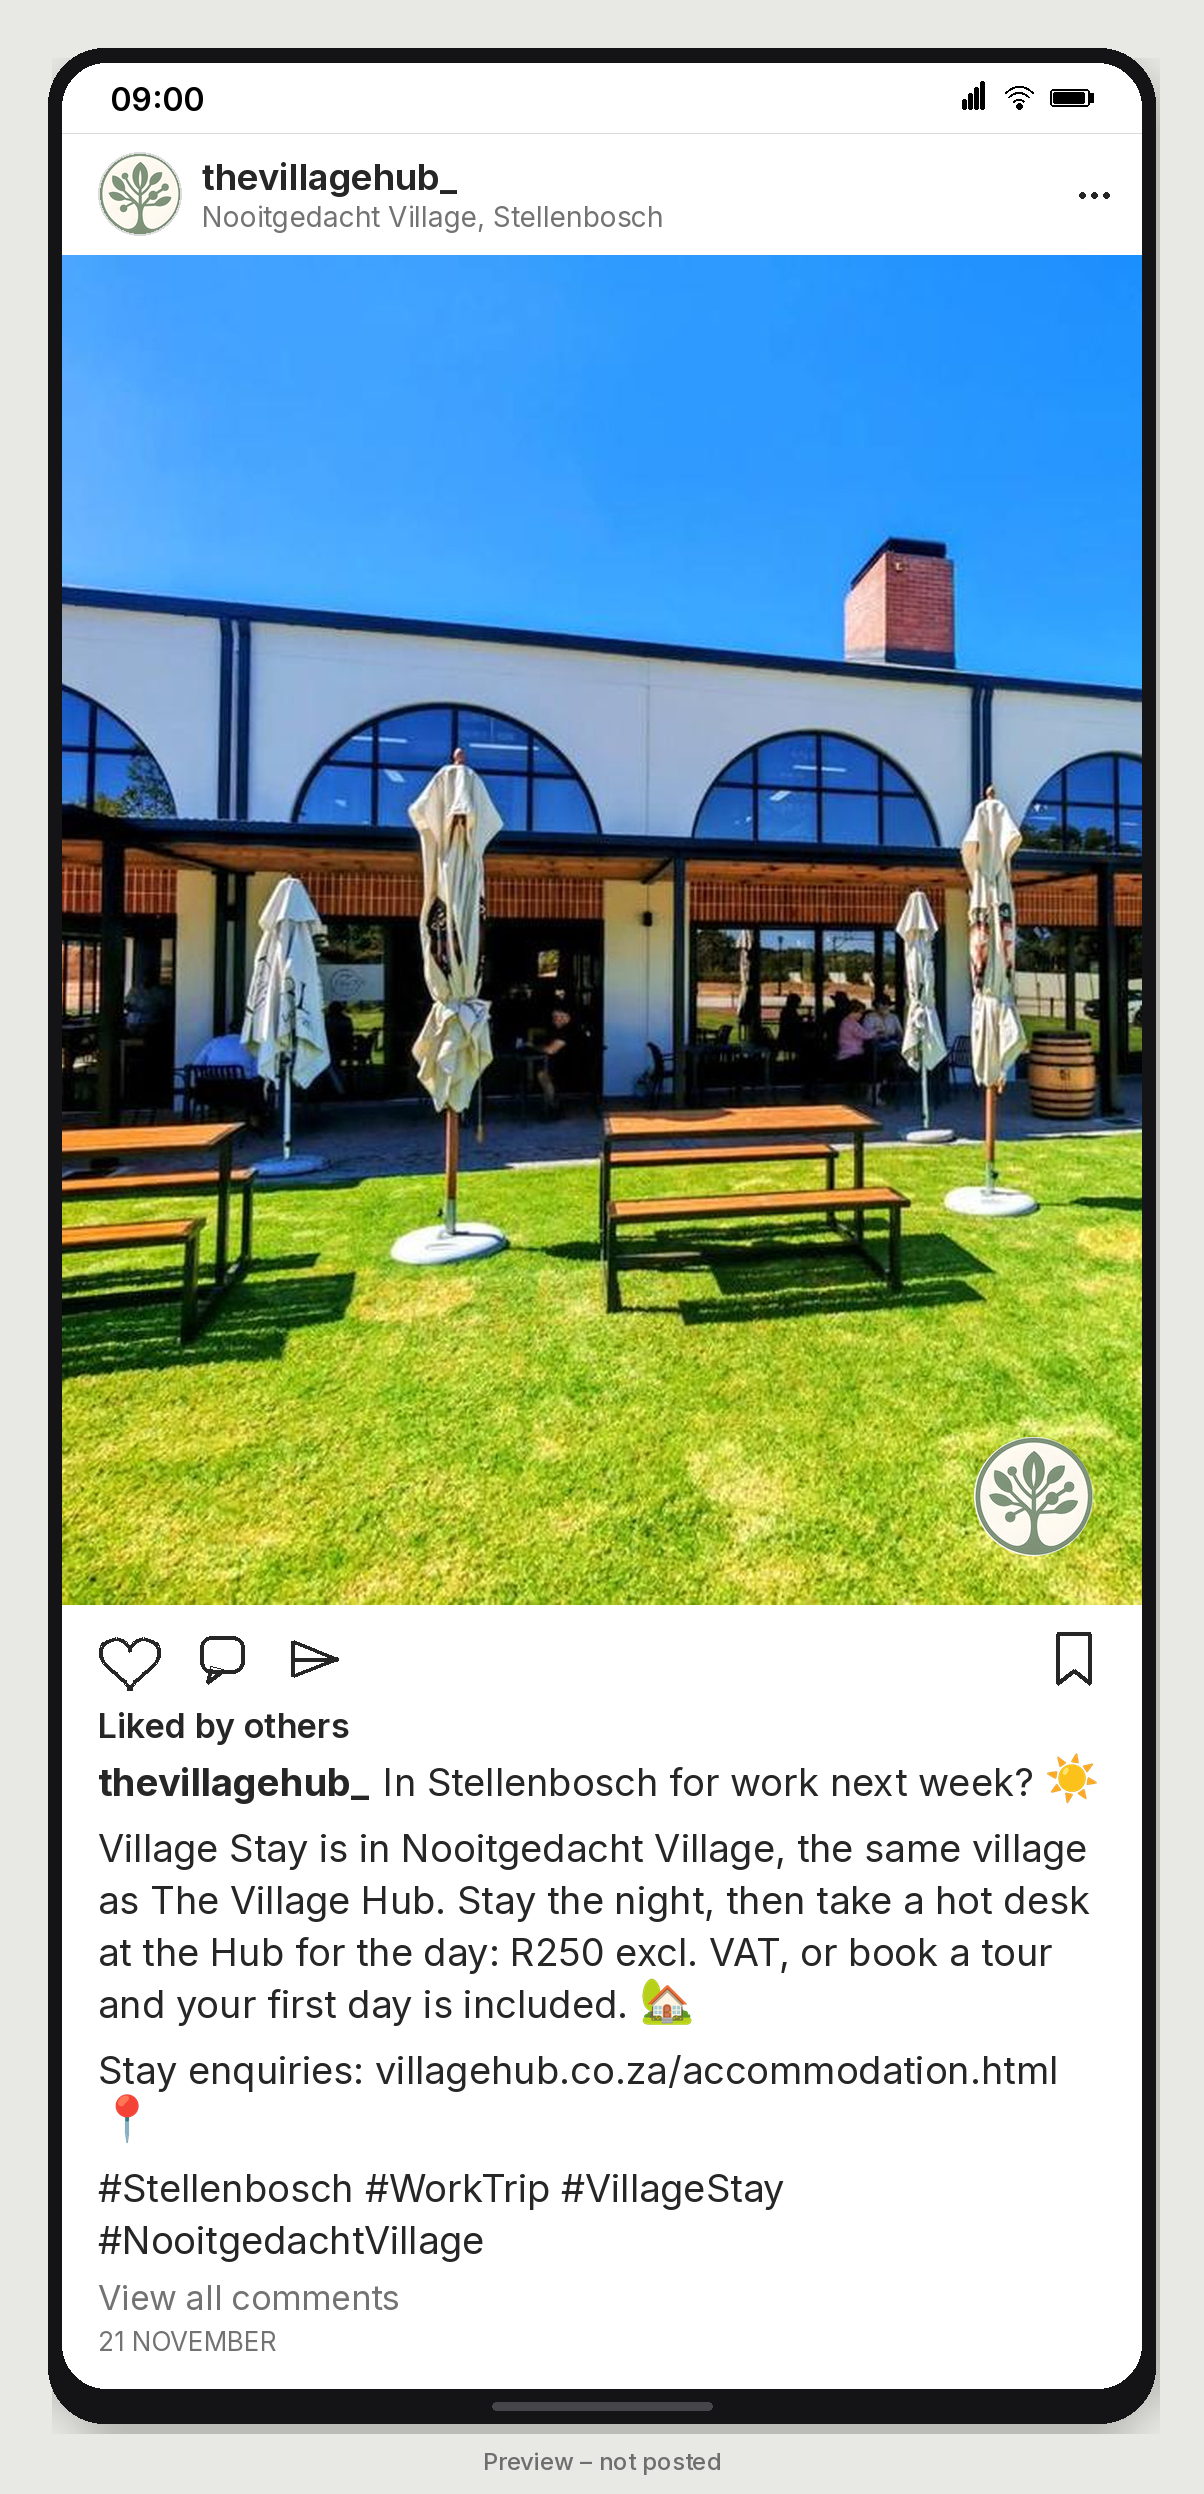 09:00
thevillagehub_
Nooitgedacht Village, Stellenbosch
Liked by others
thevillagehub_ In Stellenbosch for work next week? ☀️
Village Stay is in Nooitgedacht Village, the same village
as The Village Hub. Stay the night, then take a hot desk
at the Hub for the day: R250 excl. VAT, or book a tour
and your first day is included. 🏡
Stay enquiries: villagehub.co.za/accommodation.html
📍
#Stellenbosch #WorkTrip #VillageStay
#NooitgedachtVillage
View all comments
21 NOVEMBER
Preview – not posted